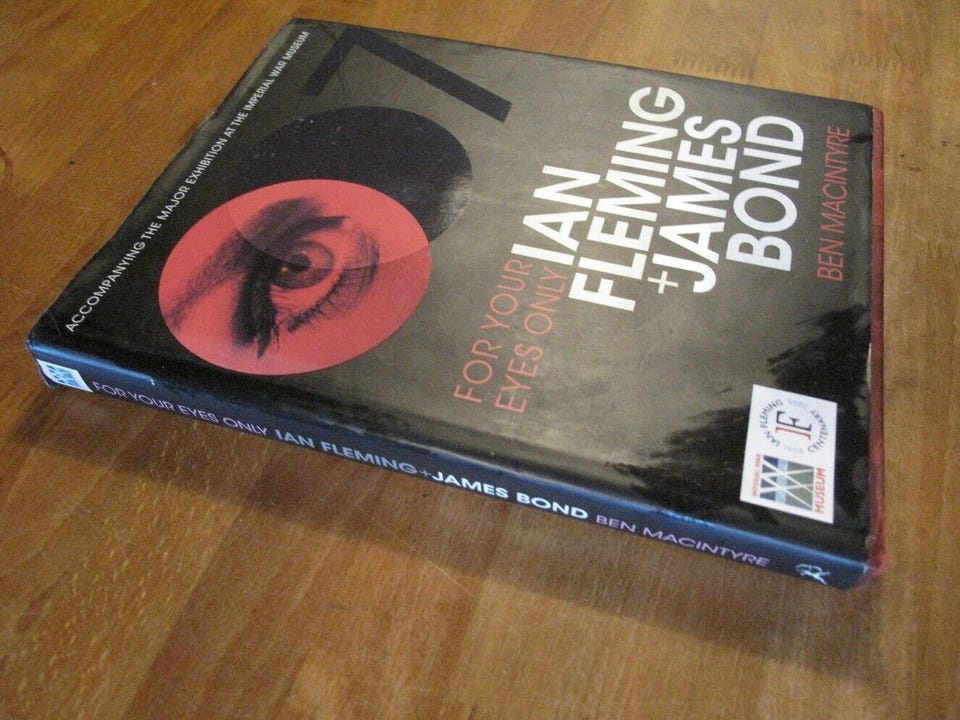 ACCOMPANYING THE MAJOR EXHIBITION AT THE IMPERIAL WAR MUSEUM
007
FOR YOUR
EYES ONLY
IAN
FLEMING
+JAMES
BOND
BEN MACINTYRE
IAN FLEMING
CENTENARY
1908
2008
IF
IMPERIAL WAR
MUSEUM
FOR YOUR EYES ONLY IAN FLEMING+JAMES BOND BEN MACINTYRE